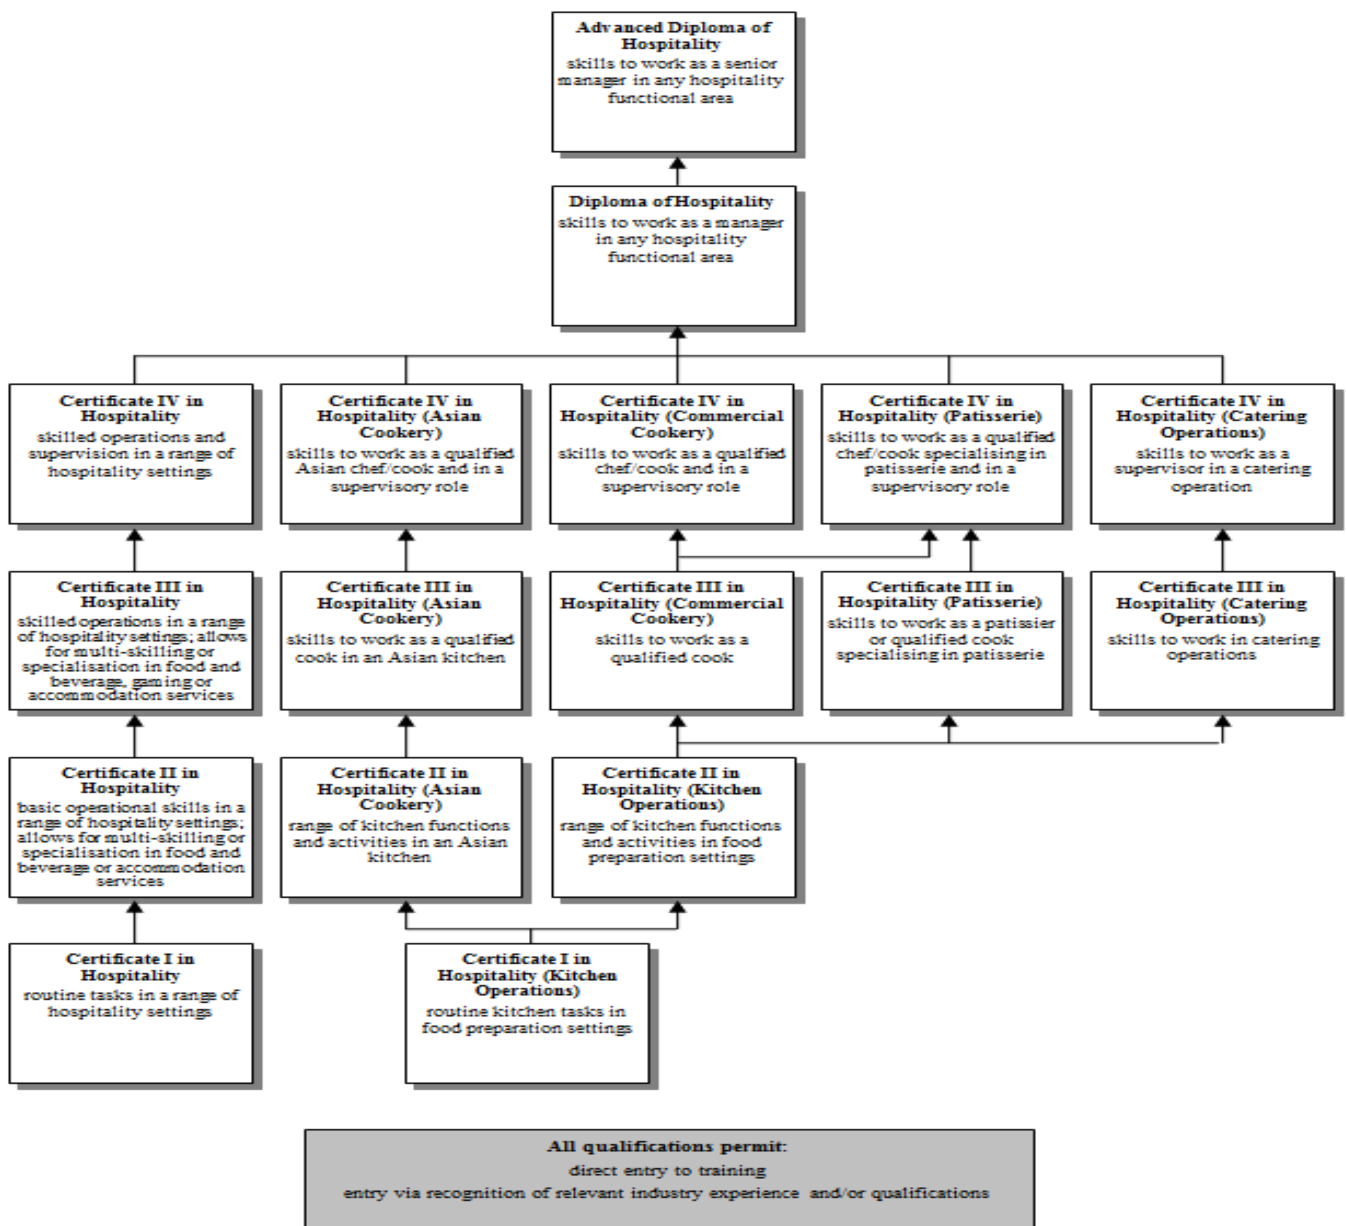 Advanced Diploma of
Hospitality
skills to work as a senior
manager in any hospitality
functional area
Diploma of Hospitality
skills to work as a manager
in any hospitality
functional area
Certificate IV in
Hospitality
skilled operations and
supervision in a range of
hospitality settings
Certificate IV in
Hospitality (Asian
Cookery)
skills to work as a qualified
Asian chef/cook and in a
supervisory role
Certificate IV in
Hospitality (Commercial
Cookery)
skills to work as a qualified
chef/cook and in a
supervisory role
Certificate IV in
Hospitality (Patisserie)
skills to work as a qualified
chef/cook specialising in
patisserie and in a
supervisory role
Certificate IV in
Hospitality (Catering
Operations)
skills to work as a
supervisor in a catering
operation
Certificate III in
Hospitality
skilled operations in a range
of hospitality settings; allows
for multi-skilling or
specialisation in food and
beverage, gaming or
accommodation services
Certificate III in
Hospitality (Asian
Cookery)
skills to work as a qualified
cook in an Asian kitchen
Certificate III in
Hospitality (Commercial
Cookery)
skills to work as a
qualified cook
Certificate III in
Hospitality (Patisserie)
skills to work as a patissier
or qualified cook
specialising in patisserie
Certificate III in
Hospitality (Catering
Operations)
skills to work in catering
operations
Certificate II in
Hospitality
basic operational skills in a
range of hospitality settings;
allows for multi-skilling or
specialisation in food and
beverage or accommodation
services
Certificate II in
Hospitality (Asian
Cookery)
range of kitchen functions
and activities in an Asian
kitchen
Certificate II in
Hospitality (Kitchen
Operations)
range of kitchen functions
and activities in food
preparation settings
Certificate I in
Hospitality
routine tasks in a range of
hospitality settings
Certificate I in
Hospitality (Kitchen
Operations)
routine kitchen tasks in
food preparation settings
All qualifications permit:
direct entry to training
entry via recognition of relevant industry experience and/or qualifications